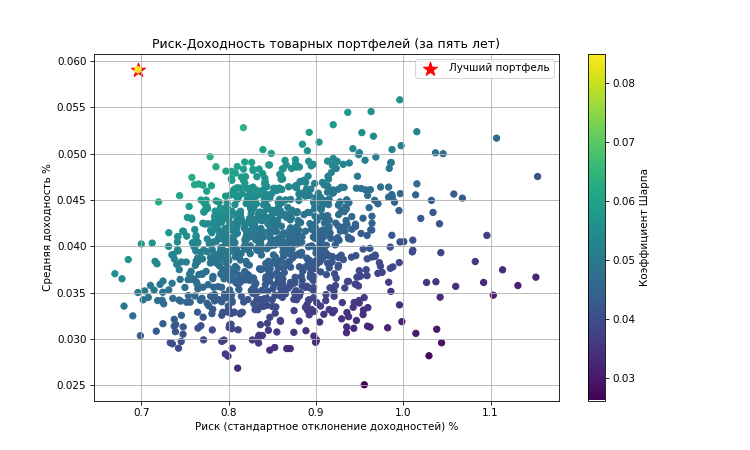 Риск-Доходность товарных портфелей (за пять лет)
Лучший портфель
Средняя доходность %
0.060
0.055
0.050
0.045
0.040
0.035
0.030
0.025
0.7 0.8 0.9 1.0 1.1
Риск (стандартное отклонение доходностей) %
0.08
0.07
0.06
0.05
0.04
0.03
Коэффициент Шарпа